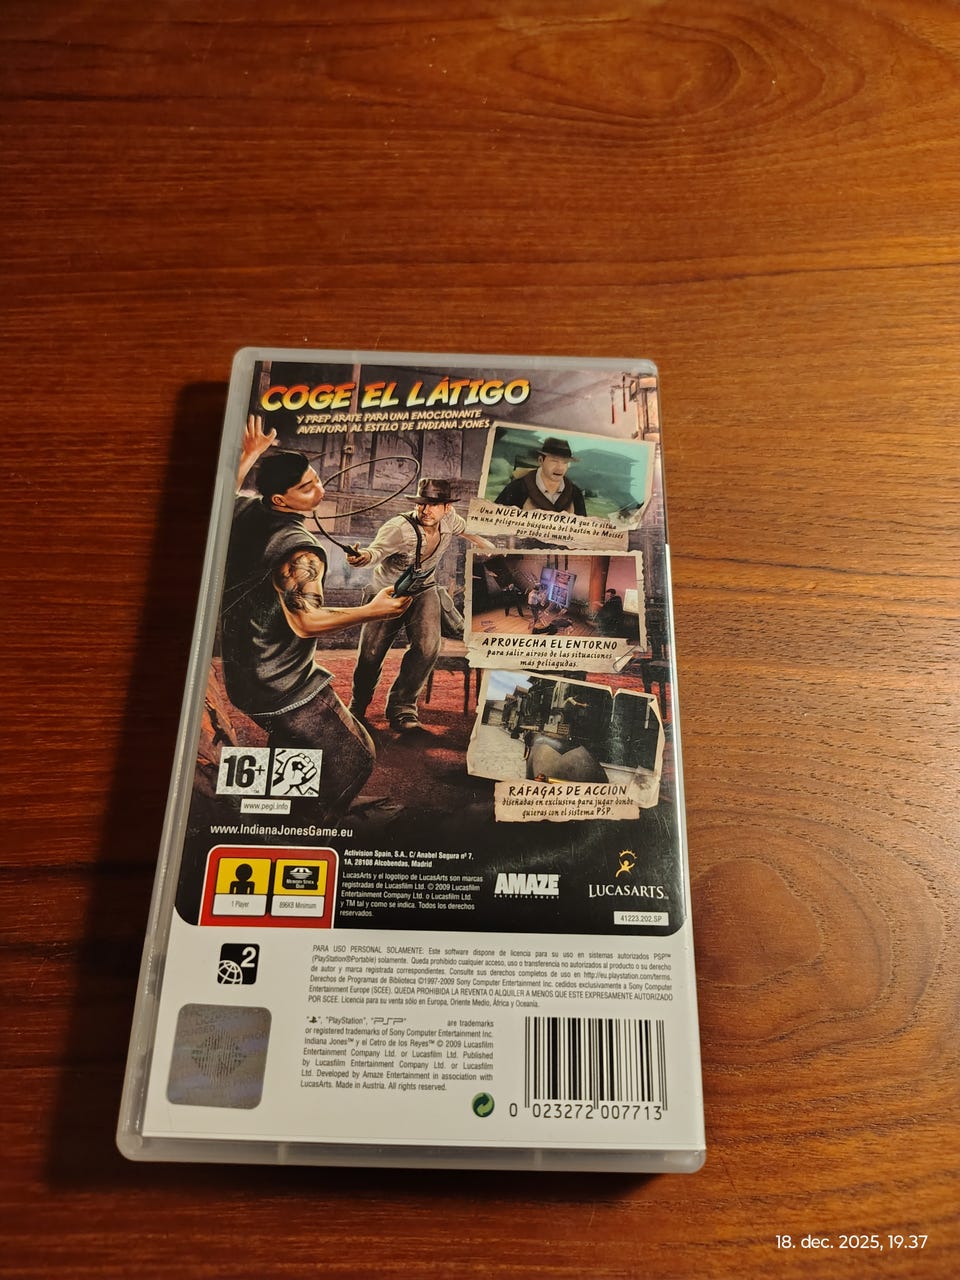 COGE EL LÁTIGO
Y PREPÁRATE PARA UNA EMOCIONANTE
AVENTURA AL ESTILO DE INDIANA JONES
Una NUEVA HISTORIA que te sitúa
en una peligrosa búsqueda del bastón de Moisés
por todo el mundo.
APROVECHA EL ENTORNO
para salir airoso de las situaciones
más peliagudas.
RÁFAGAS DE ACCIÓN
diseñadas en exclusiva para jugar donde
quieras con el sistema PSP.
16+
www.pegi.info
www.IndianaJonesGame.eu
1 Player
MEMORY STICK
DUO
896KB Minimum
Activision Spain, S.A., C/ Anabel Segura nº 7,
1A, 28108 Alcobendas, Madrid
LucasArts y el logotipo de LucasArts son marcas
registradas de Lucasfilm Ltd. © 2009 Lucasfilm
Entertainment Company Ltd. o Lucasfilm Ltd.
y TM tal y como se indica. Todos los derechos
reservados.
AMAZE
ENTERTAINMENT
LUCASARTS™
41223.202.SP
2
PARA USO PERSONAL SOLAMENTE: Este software dispone de licencia para su uso en sistemas autorizados PSP™
(PlayStation®Portable) solamente. Queda prohibido cualquier acceso, uso o transferencia no autorizados al producto o su derecho
de autor y marca registrada correspondientes. Consulte sus derechos completos de uso en http://eu.playstation.com/terms.
Derechos de Programas de Biblioteca ©1997-2009 Sony Computer Entertainment Inc. cedidos exclusivamente a Sony Computer
Entertainment Europe (SCEE). QUEDA PROHIBIDA LA REVENTA O ALQUILER A MENOS QUE ESTE EXPRESAMENTE AUTORIZADO
POR SCEE. Licencia para su venta sólo en Europa, Oriente Medio, África y Oceanía.
", "PlayStation", "PSP" are trademarks
or registered trademarks of Sony Computer Entertainment Inc.
Indiana Jones™ y el Cetro de los Reyes™ © 2009 Lucasfilm
Entertainment Company Ltd. or Lucasfilm Ltd. Published
by Lucasfilm Entertainment Company Ltd. or Lucasfilm
Ltd. Developed by Amaze Entertainment in association with
LucasArts. Made in Austria. All rights reserved.
0 023272 007713
18. dec. 2025, 19.37